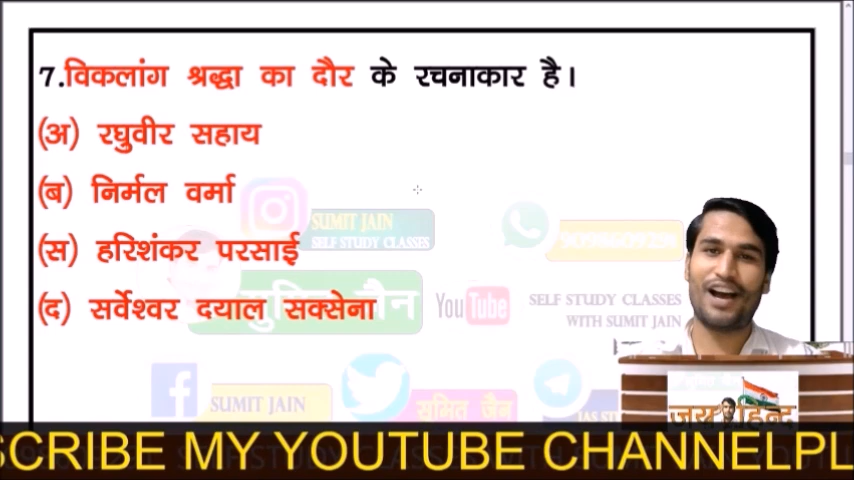 7.विकलांग श्रद्धा का दौर के रचनाकार है।
(अ) रघुवीर सहाय
(ब) निर्मल वर्मा
(स) हरिशंकर परसाई
(द) सर्वेश्वर दयाल सक्सेना
SUMIT JAIN
SELF STUDY CLASSES
सुमित जैन
YouTube
SELF STUDY CLASSES
WITH SUMIT JAIN
SUMIT JAIN
सुमित जैन
IAS
जय हिन्द
SCRIBE MY YOUTUBE CHANNELPL